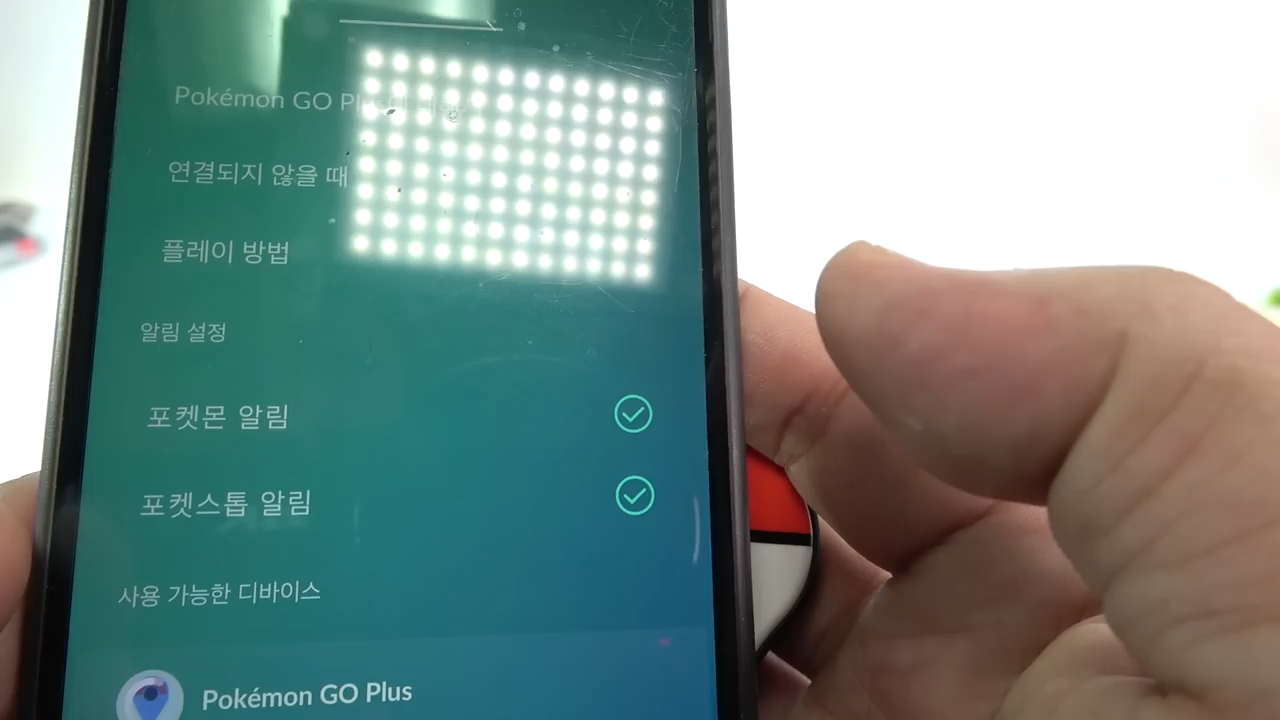 Pokémon GO
연결되지 않을 때
플레이 방법
알림 설정
포켓몬 알림
포켓스톱 알림
사용 가능한 디바이스
Pokémon GO Plus